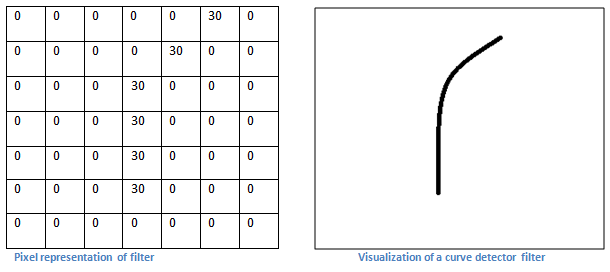 0 0 0 0 0 30 0
0 0 0 0 30 0 0
0 0 0 30 0 0 0
0 0 0 30 0 0 0
0 0 0 30 0 0 0
0 0 0 30 0 0 0
0 0 0 0 0 0 0
Pixel representation of filter
Visualization of a curve detector filter